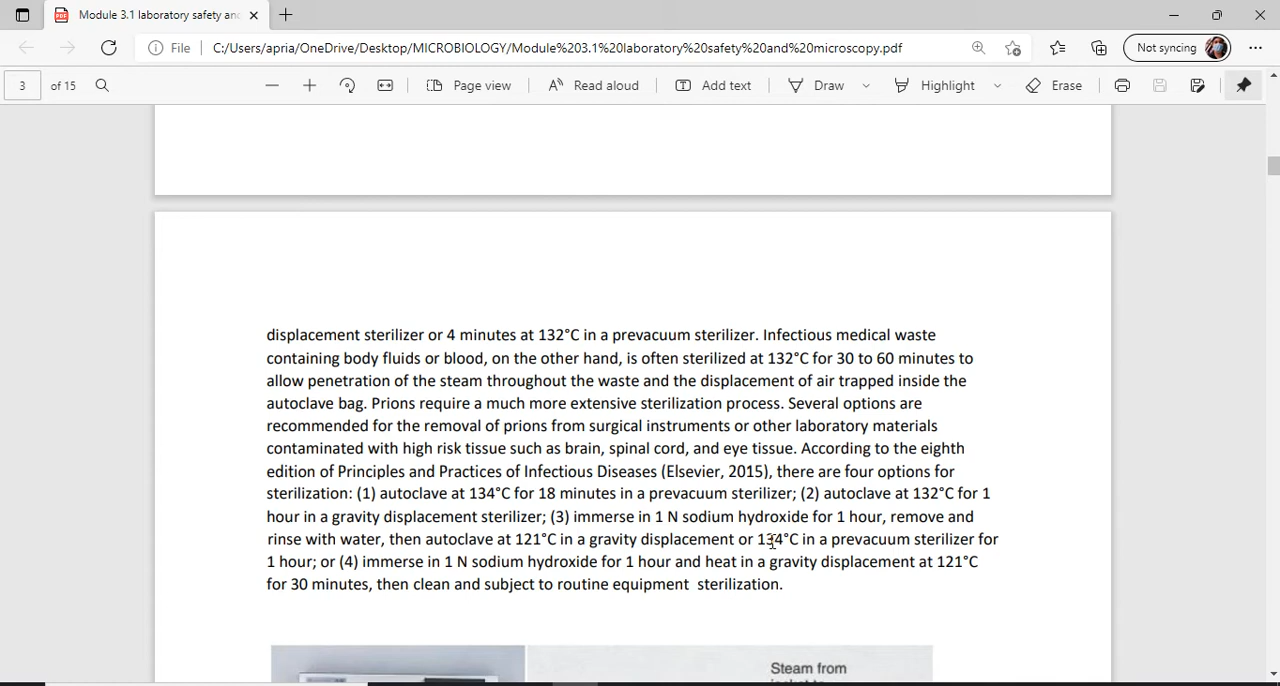 Module 3.1 laboratory safety and
File
C:/Users/apria/OneDrive/Desktop/MICROBIOLOGY/Module%203.1%20laboratory%20safety%20and%20microscopy.pdf
Not syncing
3 of 15
Page view
Read aloud
Add text
Draw
Highlight
Erase
displacement sterilizer or 4 minutes at 132°C in a prevacuum sterilizer. Infectious medical waste
containing body fluids or blood, on the other hand, is often sterilized at 132°C for 30 to 60 minutes to
allow penetration of the steam throughout the waste and the displacement of air trapped inside the
autoclave bag. Prions require a much more extensive sterilization process. Several options are
recommended for the removal of prions from surgical instruments or other laboratory materials
contaminated with high risk tissue such as brain, spinal cord, and eye tissue. According to the eighth
edition of Principles and Practices of Infectious Diseases (Elsevier, 2015), there are four options for
sterilization: (1) autoclave at 134°C for 18 minutes in a prevacuum sterilizer; (2) autoclave at 132°C for 1
hour in a gravity displacement sterilizer; (3) immerse in 1 N sodium hydroxide for 1 hour, remove and
rinse with water, then autoclave at 121°C in a gravity displacement or 134°C in a prevacuum sterilizer for
1 hour; or (4) immerse in 1 N sodium hydroxide for 1 hour and heat in a gravity displacement at 121°C
for 30 minutes, then clean and subject to routine equipment  sterilization.
Steam from